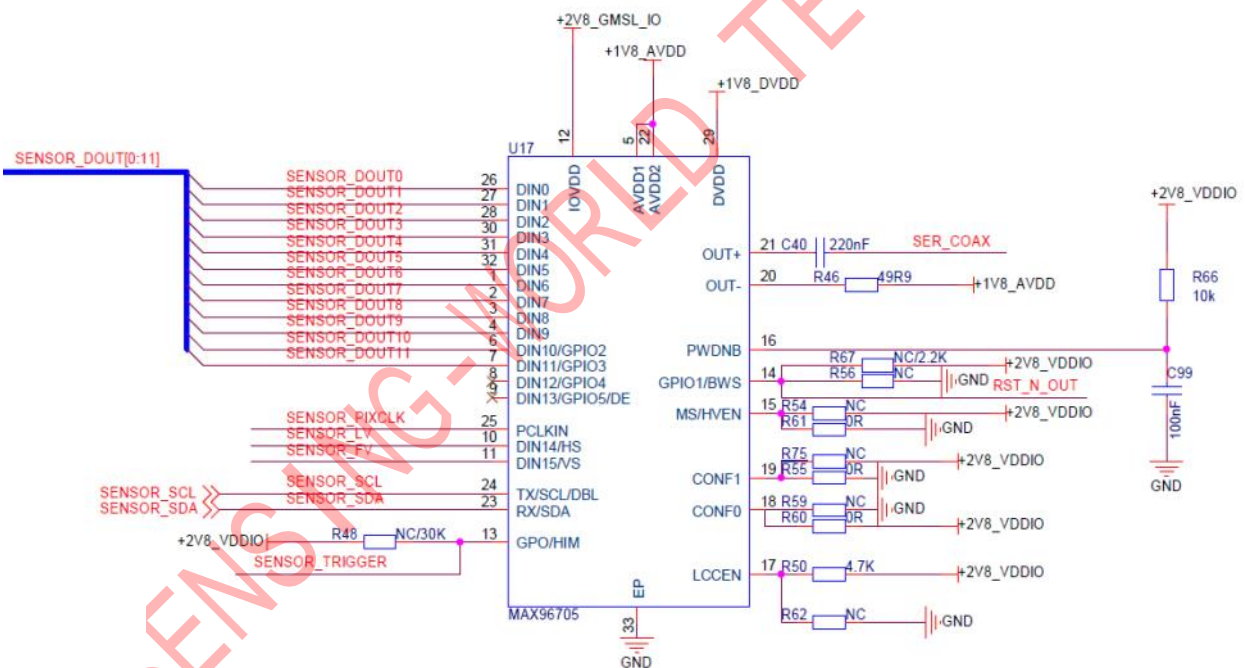 +2V8_GMSL_IO
+1V8_AVDD
+1V8_DVDD
SENSOR_DOUT[0:11]
U17
12
5
22
29
IOVDD
AVDD1
AVDD2
DVDD
SENSOR_DOUT0 26 DIN0
SENSOR_DOUT1 27 DIN1
SENSOR_DOUT2 28 DIN2
SENSOR_DOUT3 30 DIN3
SENSOR_DOUT4 31 DIN4
SENSOR_DOUT5 32 DIN5
SENSOR_DOUT6 1 DIN6
SENSOR_DOUT7 2 DIN7
SENSOR_DOUT8 3 DIN8
SENSOR_DOUT9 4 DIN9
SENSOR_DOUT10 6 DIN10/GPIO2
SENSOR_DOUT11 7 DIN11/GPIO3
8 DIN12/GPIO4
9 DIN13/GPIO5/DE
SENSOR_PIXCLK 25 PCLKIN
SENSOR_LV 10 DIN14/HS
SENSOR_FV 11 DIN15/VS
SENSOR_SCL SENSOR_SCL 24 TX/SCL/DBL
SENSOR_SDA SENSOR_SDA 23 RX/SDA
+2V8_VDDIO R48 NC/30K 13 GPO/HIM
SENSOR_TRIGGER
OUT+ 21 C40 220nF SER_COAX
OUT- 20 R46 49R9 +1V8_AVDD
PWDNB 16
R67 NC/2.2K +2V8_VDDIO
GPIO1/BWS 14 R56 NC GND RST_N_OUT
MS/HVEN 15 R54 NC +2V8_VDDIO
R61 0R GND
R75 NC +2V8_VDDIO
CONF1 19 R55 0R GND
CONF0 18 R59 NC GND
R60 0R +2V8_VDDIO
LCCEN 17 R50 4.7K +2V8_VDDIO
R62 NC GND
+2V8_VDDIO
R66
10k
C99
100nF
GND
EP
MAX96705
33
GND
SENSING-WORLD TE